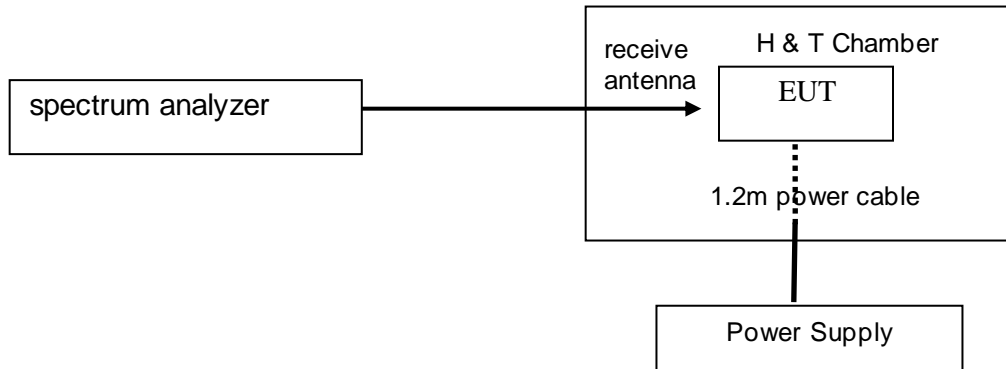 receive
antenna
H & T Chamber
spectrum analyzer
EUT
1.2m power cable
Power Supply